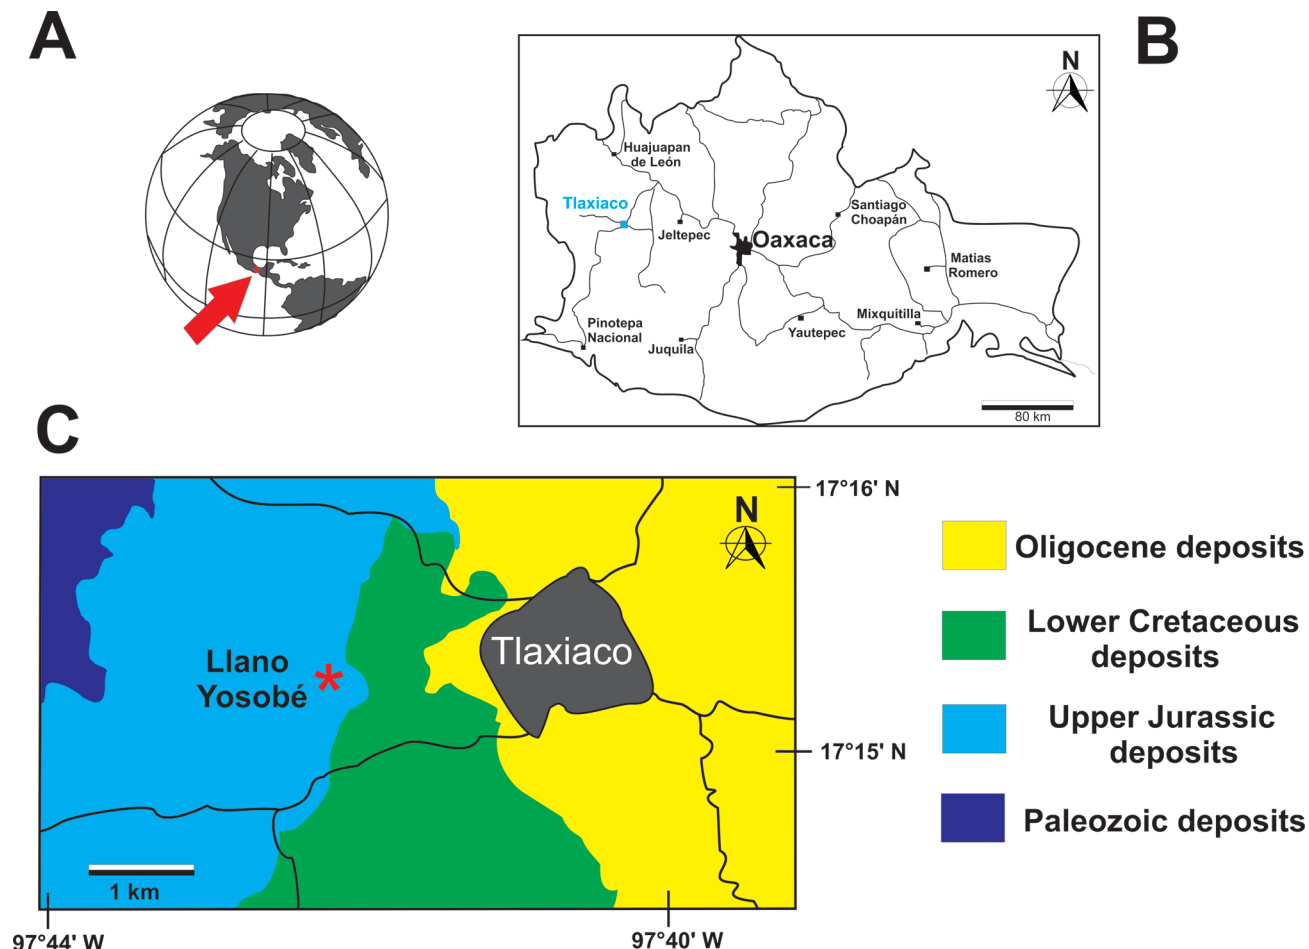 A
B
N
Huajuapan
de León
Tlaxiaco
Jeltepec
Oaxaca
Santiago
Choapán
Matias
Romero
Pinotepa
Nacional
Juquila
Yautepec
Mixquitilla
80 km
C
17°16' N
N
Llano
Yosobé
*
Tlaxiaco
17°15' N
1 km
97°44' W
97°40' W
Oligocene deposits
Lower Cretaceous
deposits
Upper Jurassic
deposits
Paleozoic deposits